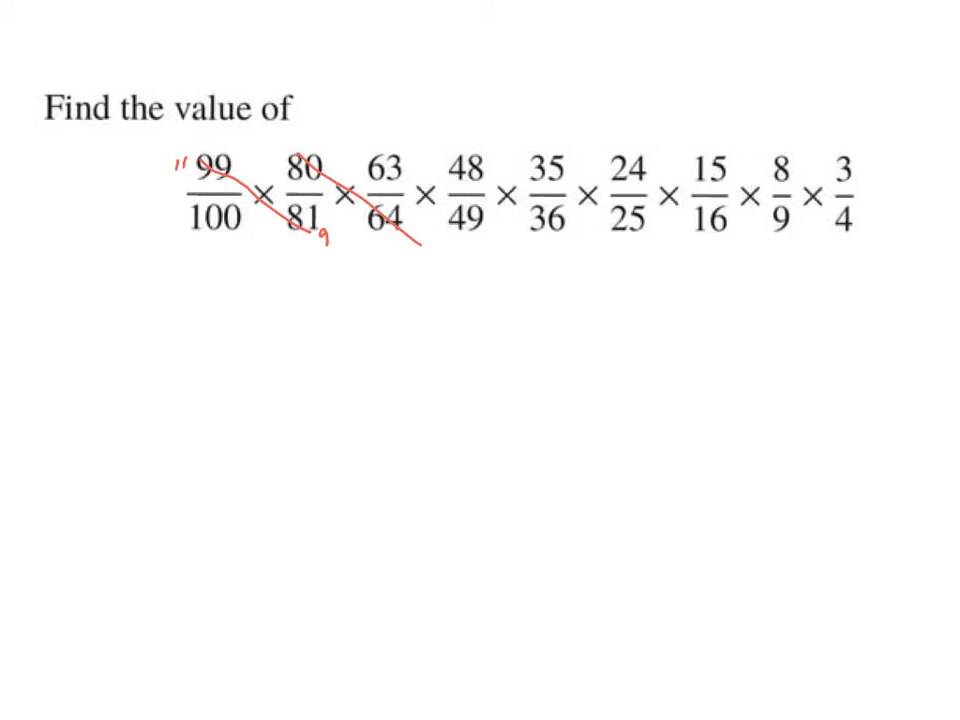 Find the value of
11 99/100 × 80/81 9 × 63/64 × 48/49 × 35/36 × 24/25 × 15/16 × 8/9 × 3/4